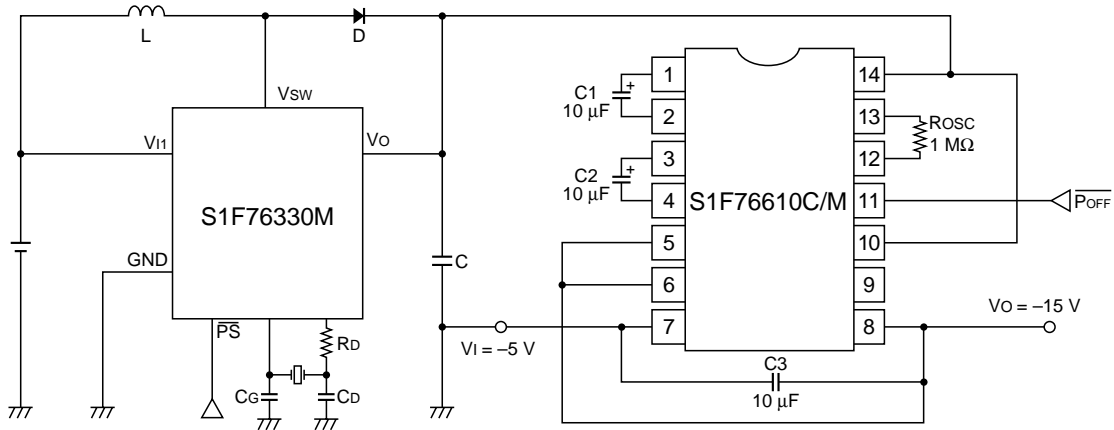 L
D
VSW
VI1
VO
S1F76330M
GND
PS
RD
CG
CD
C
VI = –5 V
C1
10 µF
C2
10 µF
1
2
3
4
5
6
7
14
13
12
11
10
9
8
S1F76610C/M
ROSC
1 MΩ
POFF
VO = –15 V
C3
10 µF